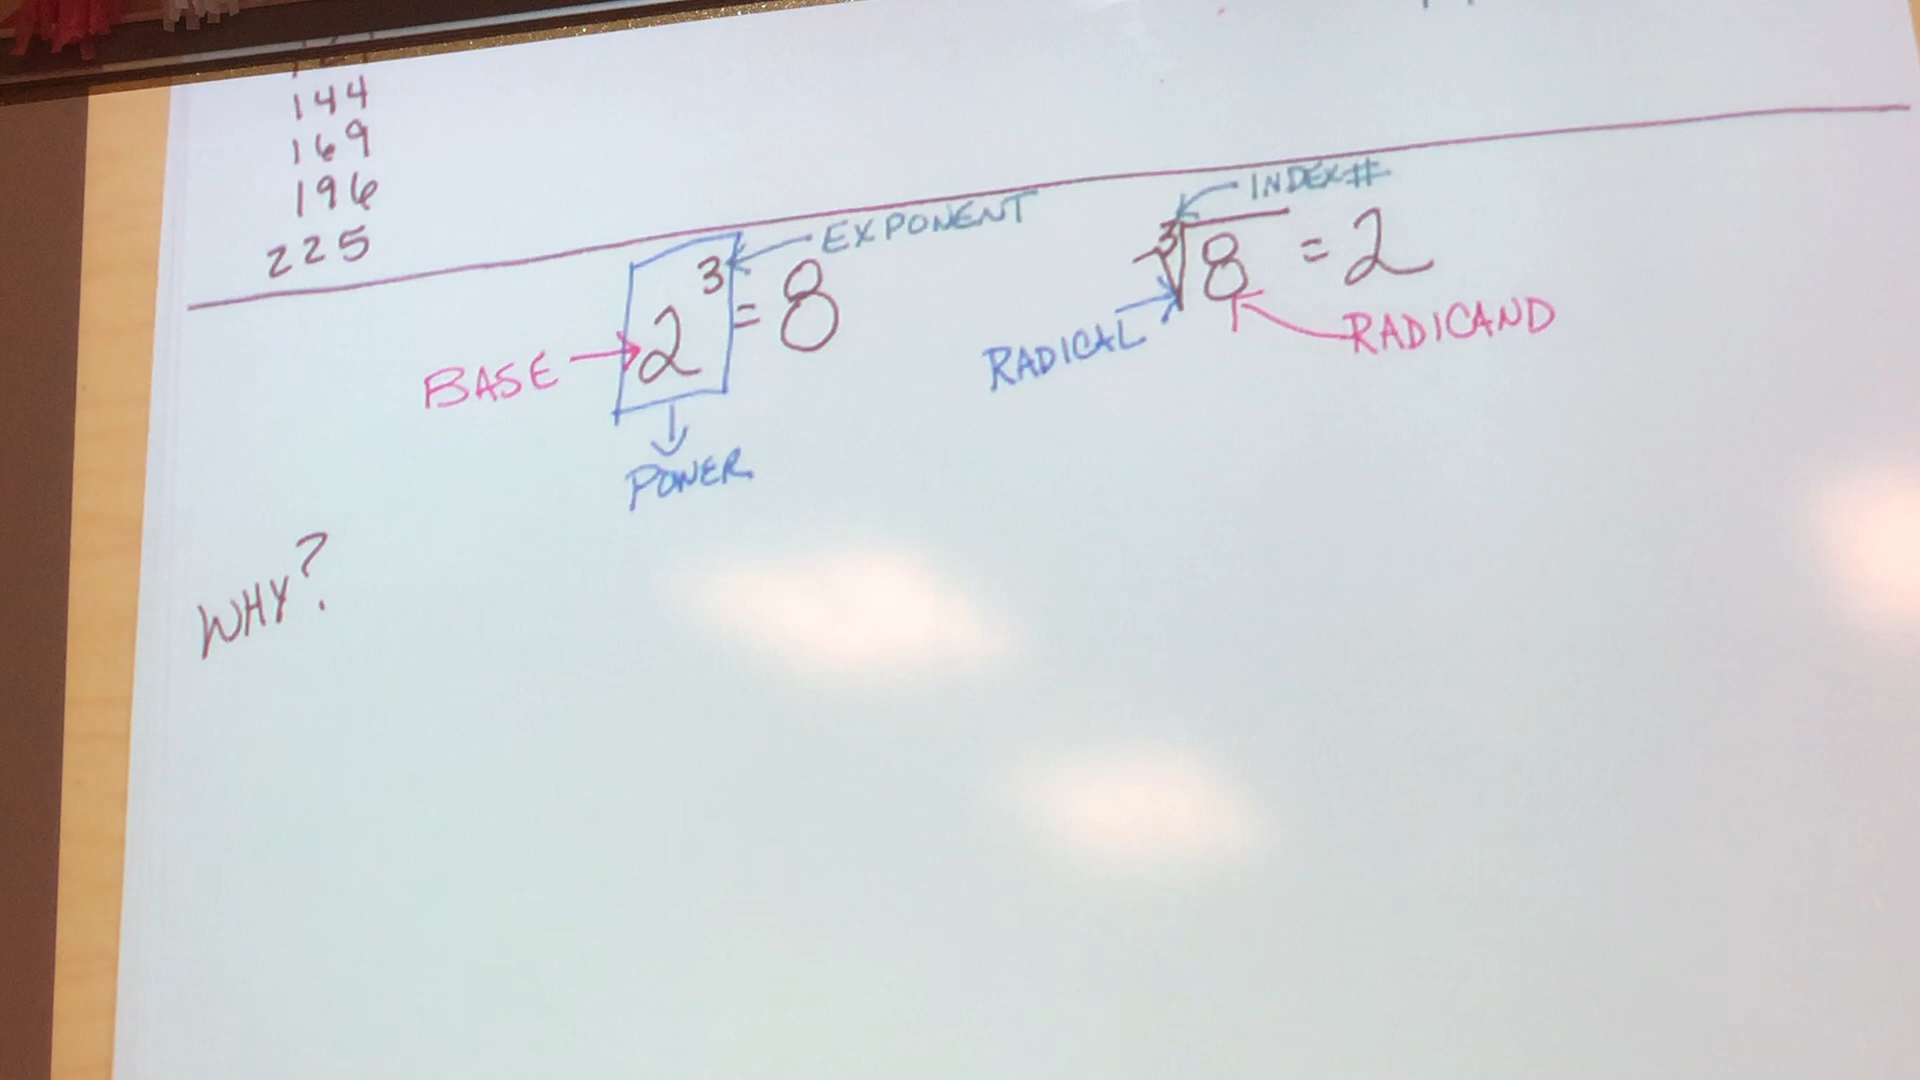 144
169
196
225
2³ = 8
EXPONENT
BASE
POWER
∛8 = 2
INDEX#
RADICAL
RADICAND
WHY?